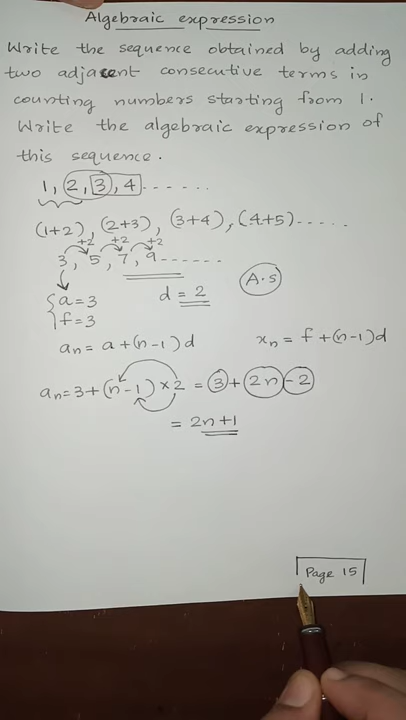 Algebraic expression
Write the sequence obtained by adding
two adjacent consecutive terms in
counting numbers starting from 1.
Write the algebraic expression of
this sequence.
1, 2, 3, 4......
(1+2), (2+3), (3+4), (4+5).....
+2 +2 +2
3, 5, 7, 9...... A.S
a = 3 d = 2
f = 3
an = a + (n-1) d xn = f + (n-1)d
an = 3 + (n-1) × 2 = 3 + 2n - 2
= 2n+1
Page 15